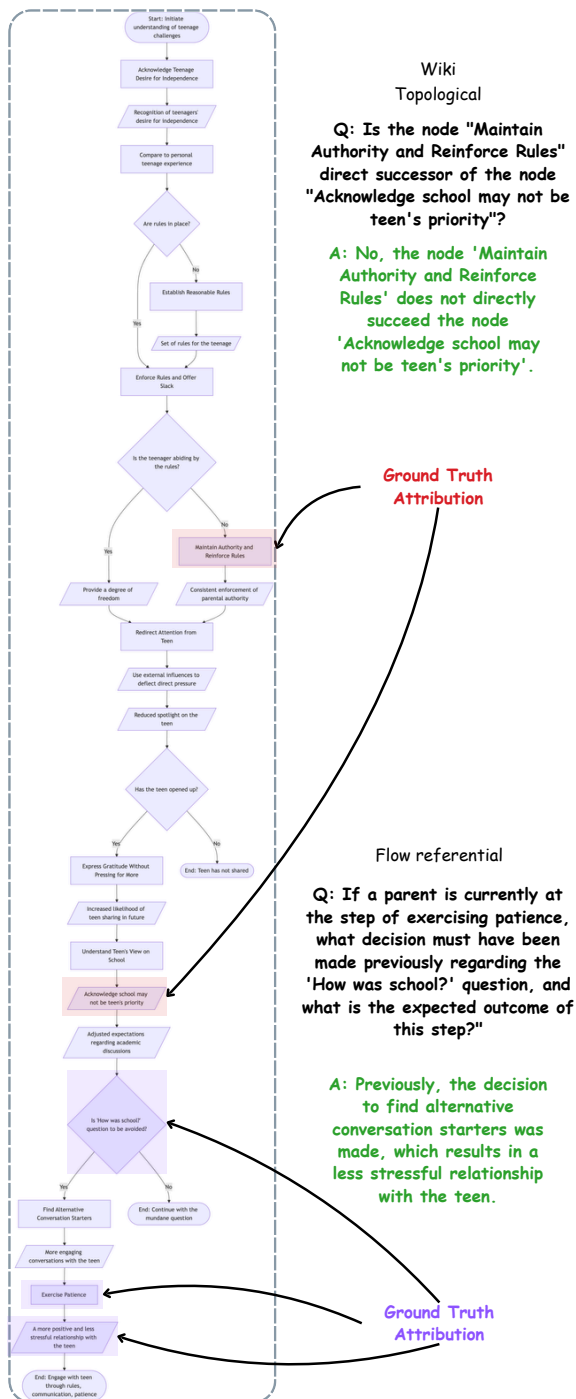 Start: Initiate
understanding of teenage
challenges
Acknowledge Teenage
Desire for Independence
Recognition of teenagers'
desire for independence
Compare to personal
teenage experience
Are rules in place?
No
Establish Reasonable Rules
Yes
Set of rules for the teenage
Enforce Rules and Offer
Slack
Is the teenager abiding by
the rules?
No
Maintain Authority and
Reinforce Rules
Yes
Provide a degree of
freedom
Consistent enforcement of
parental authority
Redirect Attention from
Teen
Use external influences to
deflect direct pressure
Reduced spotlight on the
teen
Has the teen opened up?
Yes
No
Express Gratitude Without
Pressing for More
End: Teen has not shared
Increased likelihood of
teen sharing in future
Understand Teen's View on
School
Acknowledge school may
not be teen's priority
Adjusted expectations
regarding academic
discussions
Is 'How was school?'
question to be avoided?
Yes
No
Find Alternative
Conversation Starters
End: Continue with the
mundane question
More engaging
conversations with the teen
Exercise Patience
A more positive and less
stressful relationship with
the teen
End: Engage with teen
through rules,
communication, patience
Wiki
Topological
Q: Is the node "Maintain
Authority and Reinforce Rules"
direct successor of the node
"Acknowledge school may not be
teen's priority"?
A: No, the node 'Maintain
Authority and Reinforce
Rules' does not directly
succeed the node
'Acknowledge school may
not be teen's priority'.
Ground Truth
Attribution
Flow referential
Q: If a parent is currently at
the step of exercising patience,
what decision must have been
made previously regarding the
'How was school?' question, and
what is the expected outcome of
this step?"
A: Previously, the decision
to find alternative
conversation starters was
made, which results in a
less stressful relationship
with the teen.
Ground Truth
Attribution